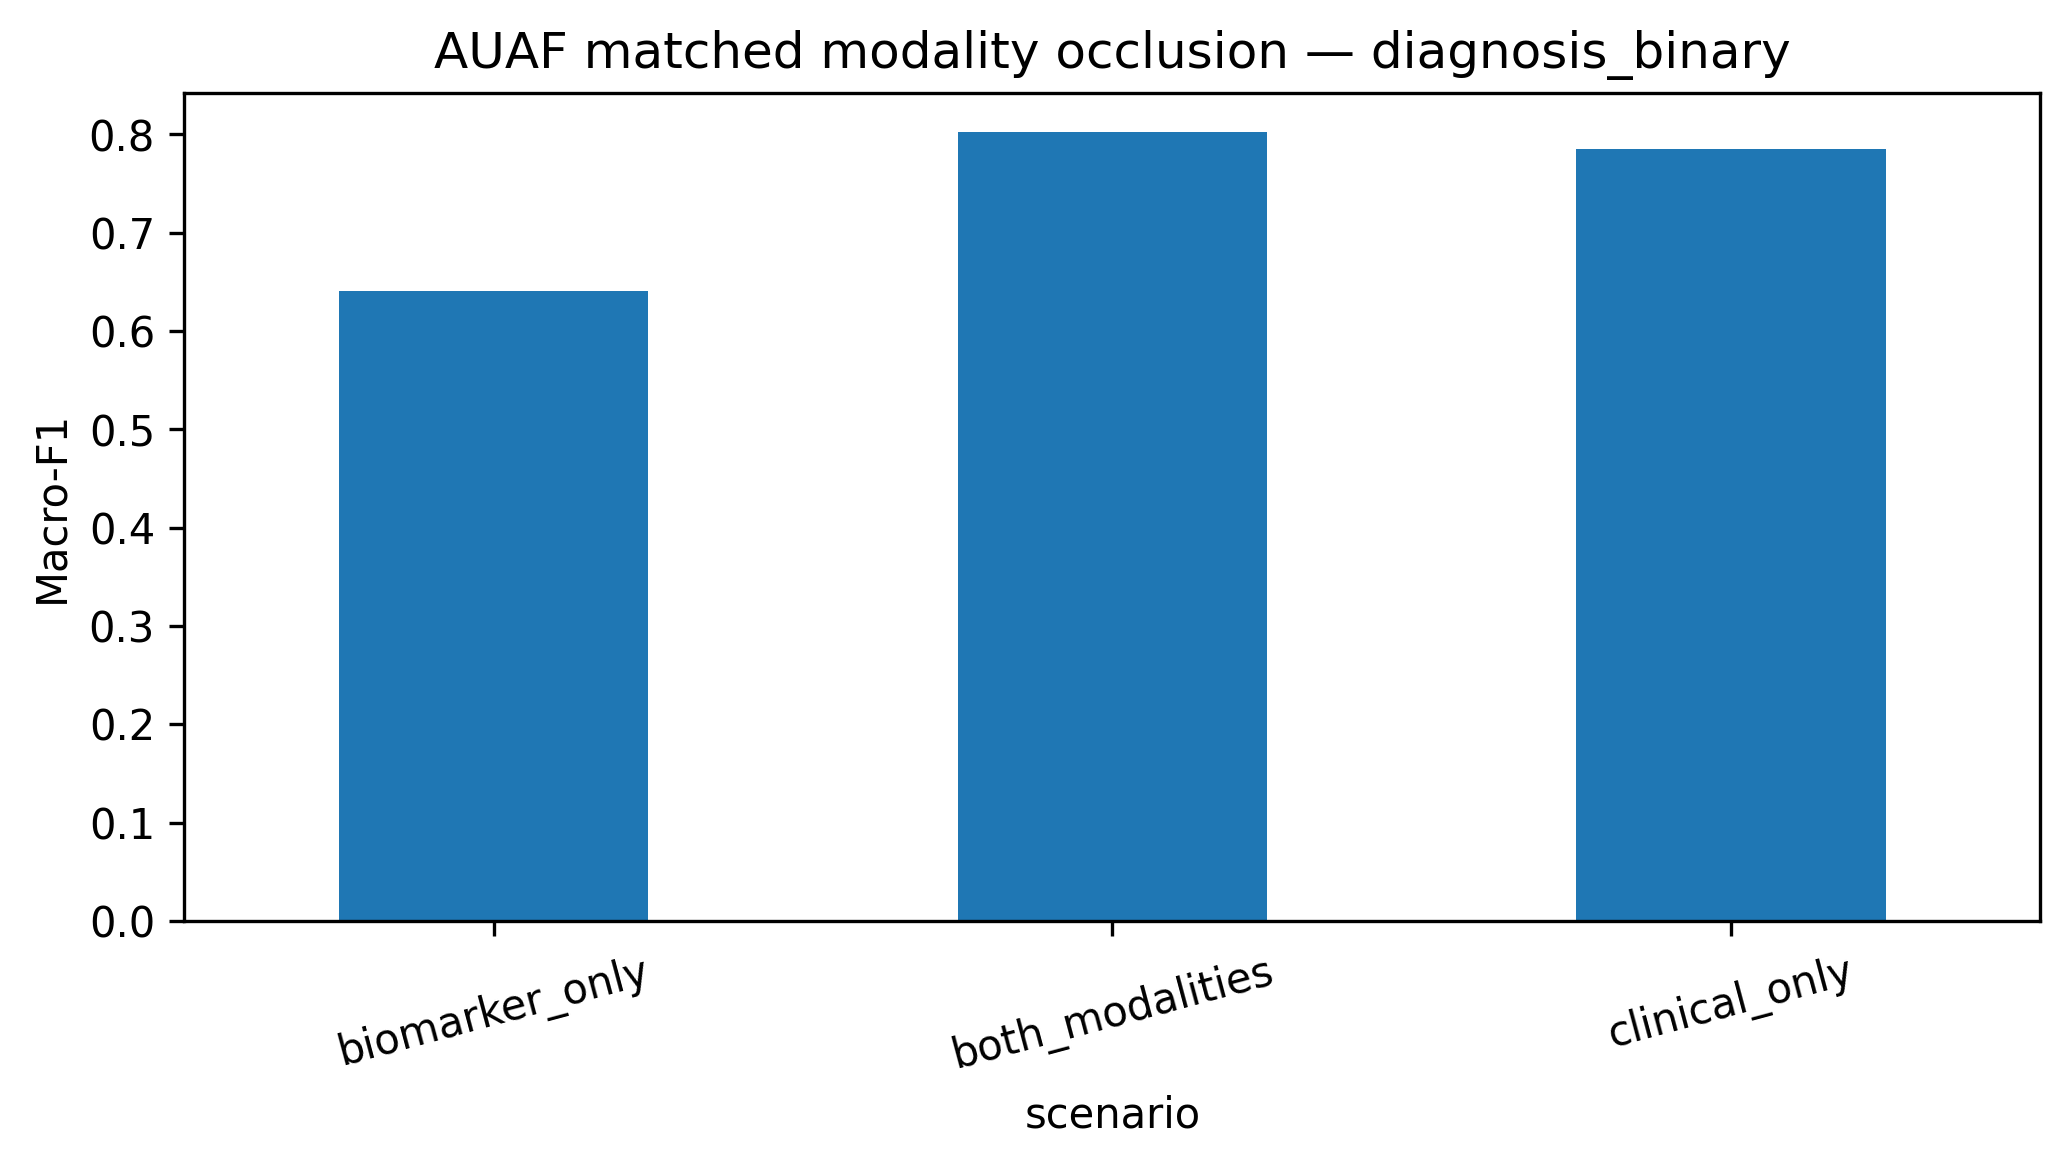 AUAF matched modality occlusion — diagnosis_binary
Macro-F1
0.8
0.7
0.6
0.5
0.4
0.3
0.2
0.1
0.0
biomarker_only
both_modalities
clinical_only
scenario